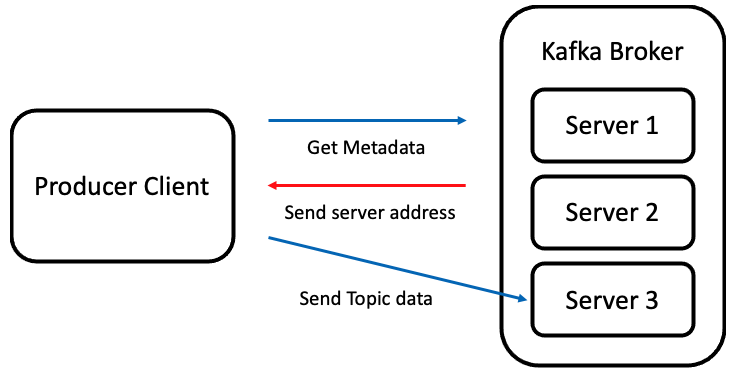 Kafka Broker
Producer Client
Get Metadata
Send server address
Send Topic data
Server 1
Server 2
Server 3